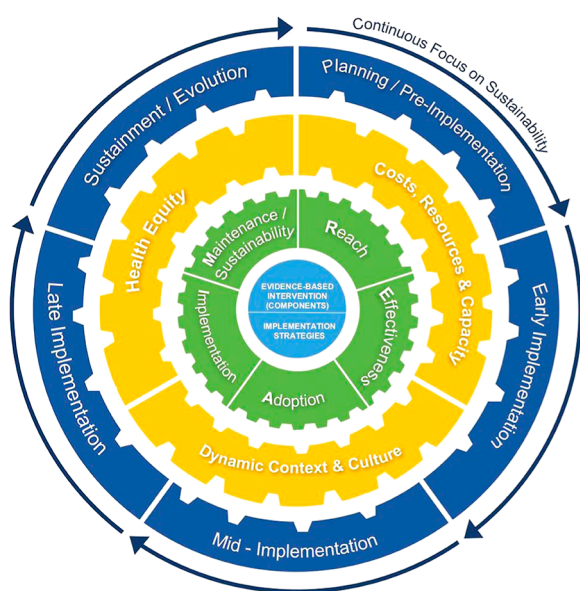 Continuous Focus on Sustainability
Planning / Pre-Implementation
Early Implementation
Mid - Implementation
Late Implementation
Sustainment / Evolution
Costs, Resources & Capacity
Dynamic Context & Culture
Health Equity
Reach
Effectiveness
Adoption
Implementation
Maintenance /
Sustainability
EVIDENCE-BASED
INTERVENTION
(COMPONENTS)
IMPLEMENTATION
STRATEGIES